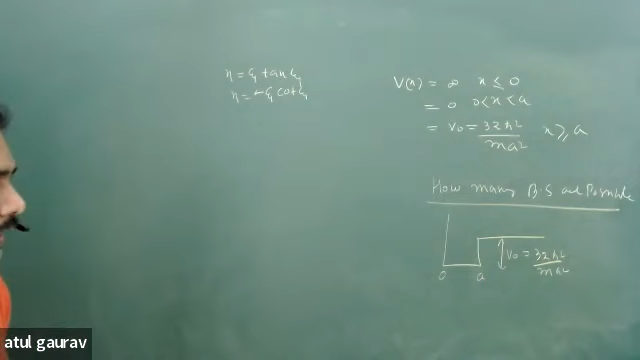 η = ξ tan ξ
η = -ξ cot ξ
V(x) = ∞ x ≤ 0
= 0 0 < x < a
= V0 = 32ħ²/ma² x ≥ a
How many B.S are Possible
V0 = 32ħ²/ma²
0 a
atul gaurav